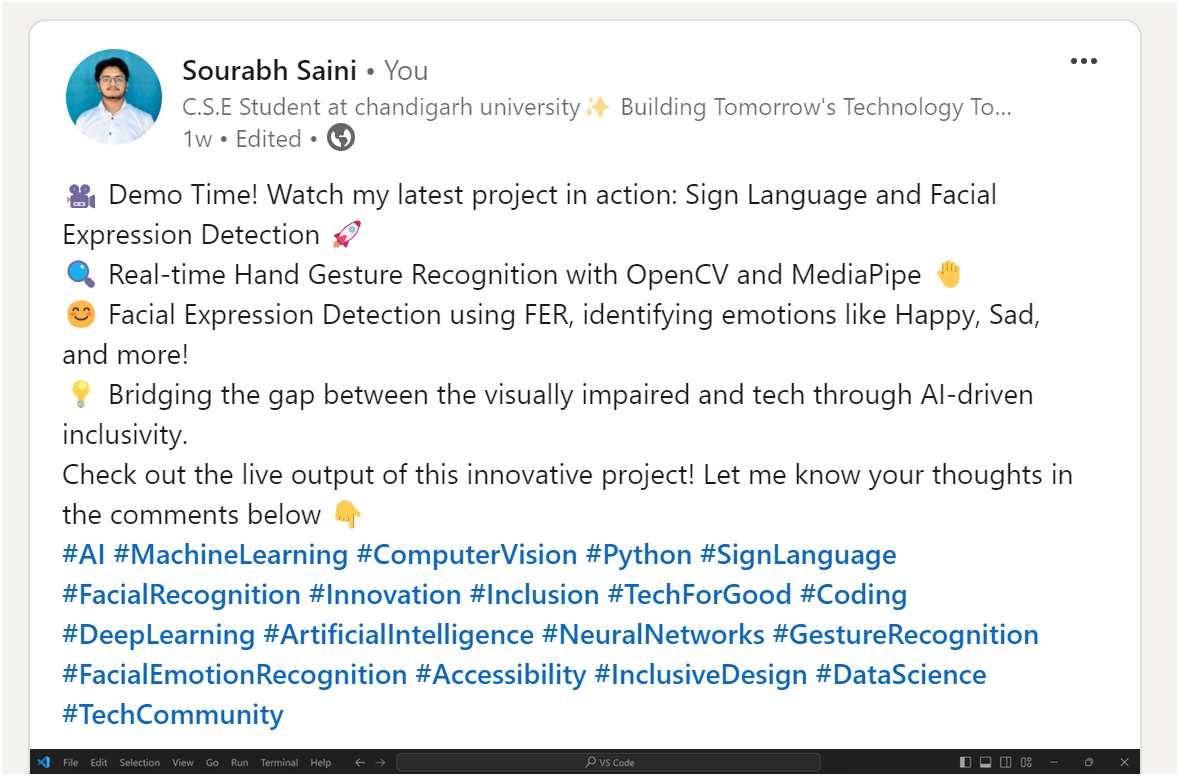 Sourabh Saini • You
C.S.E Student at chandigarh university✨ Building Tomorrow's Technology To...
1w • Edited •
🎥 Demo Time! Watch my latest project in action: Sign Language and Facial
Expression Detection 🚀
🔍 Real-time Hand Gesture Recognition with OpenCV and MediaPipe 🤚
😊 Facial Expression Detection using FER, identifying emotions like Happy, Sad,
and more!
💡 Bridging the gap between the visually impaired and tech through AI-driven
inclusivity.
Check out the live output of this innovative project! Let me know your thoughts in
the comments below 👇
#AI #MachineLearning #ComputerVision #Python #SignLanguage
#FacialRecognition #Innovation #Inclusion #TechForGood #Coding
#DeepLearning #ArtificialIntelligence #NeuralNetworks #GestureRecognition
#FacialEmotionRecognition #Accessibility #InclusiveDesign #DataScience
#TechCommunity
File Edit Selection View Go Run Terminal Help VS Code